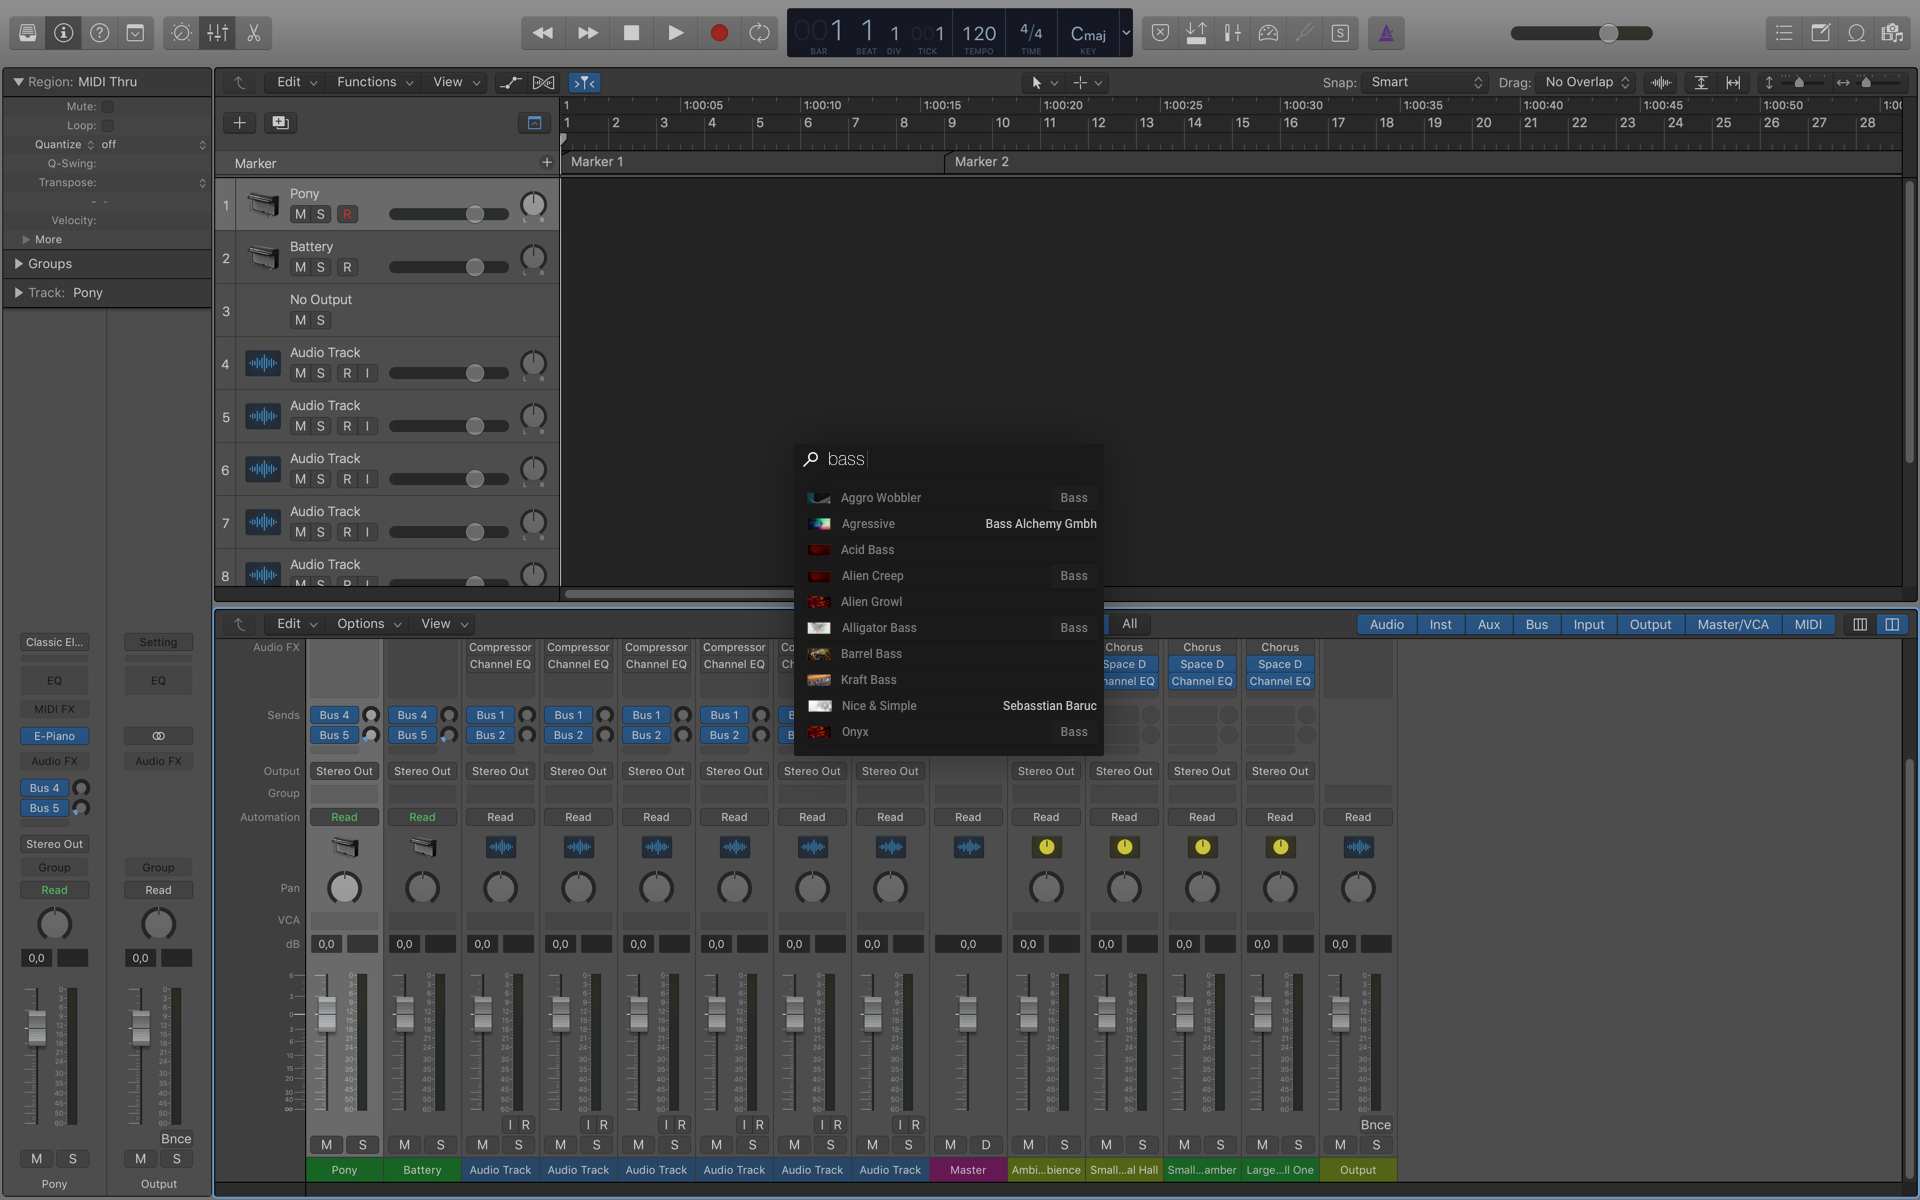 001 1 1 001 120 4/4 Cmaj
BAR BEAT DIV TICK TEMPO TIME KEY
Region: MIDI Thru
Mute:
Loop:
Quantize off
Q-Swing:
Transpose:
- -
Velocity:
More
Groups
Track: Pony
Edit Functions View Snap: Smart Drag: No Overlap
1 1:00:05 1:00:10 1:00:15 1:00:20 1:00:25 1:00:30 1:00:35 1:00:40 1:00:45 1:00:50
1 2 3 4 5 6 7 8 9 10 11 12 13 14 15 16 17 18 19 20 21 22 23 24 25 26 27 28
Marker
Marker 1 Marker 2
1 Pony
M S R
2 Battery
M S R
3 No Output
M S
4 Audio Track
M S R I
5 Audio Track
M S R I
6 Audio Track
M S R I
7 Audio Track
M S R I
8 Audio Track
M S R I
bass
Aggro Wobbler Bass
Agressive Bass Alchemy Gmbh
Acid Bass
Alien Creep Bass
Alien Growl
Alligator Bass Bass
Barrel Bass
Kraft Bass
Nice & Simple Sebasstian Baruc
Onyx Bass
Edit Options View All Audio Inst Aux Bus Input Output Master/VCA MIDI
Audio FX Compressor Compressor Compressor Compressor Chorus Chorus Chorus
Channel EQ Channel EQ Channel EQ Channel EQ Space D Space D Space D
Channel EQ Channel EQ
Sends Bus 4 Bus 4 Bus 1 Bus 1 Bus 1 Bus 1
Bus 5 Bus 5 Bus 2 Bus 2 Bus 2 Bus 2
Output Stereo Out Stereo Out Stereo Out Stereo Out Stereo Out Stereo Out Stereo Out Stereo Out Stereo Out Stereo Out Stereo Out Stereo Out
Group
Automation Read Read Read Read Read Read Read Read Read Read Read Read Read Read
Pan
VCA
dB 0,0 0,0 0,0 0,0 0,0 0,0 0,0 0,0 0,0 0,0 0,0 0,0 0,0 0,0
I R I R I R I R I R I R Bnce
M S M S M S M S M S M S M S M S M D M S M S M S M S M S
Pony Battery Audio Track Audio Track Audio Track Audio Track Audio Track Audio Track Master Ambi...bience Small...al Hall Small...amber Large...ll One Output
Classic El... Setting
EQ EQ
MIDI FX
E-Piano
Audio FX Audio FX
Bus 4
Bus 5
Stereo Out
Group Group
Read Read
0,0 0,0
Bnce
M S M S
Pony Output